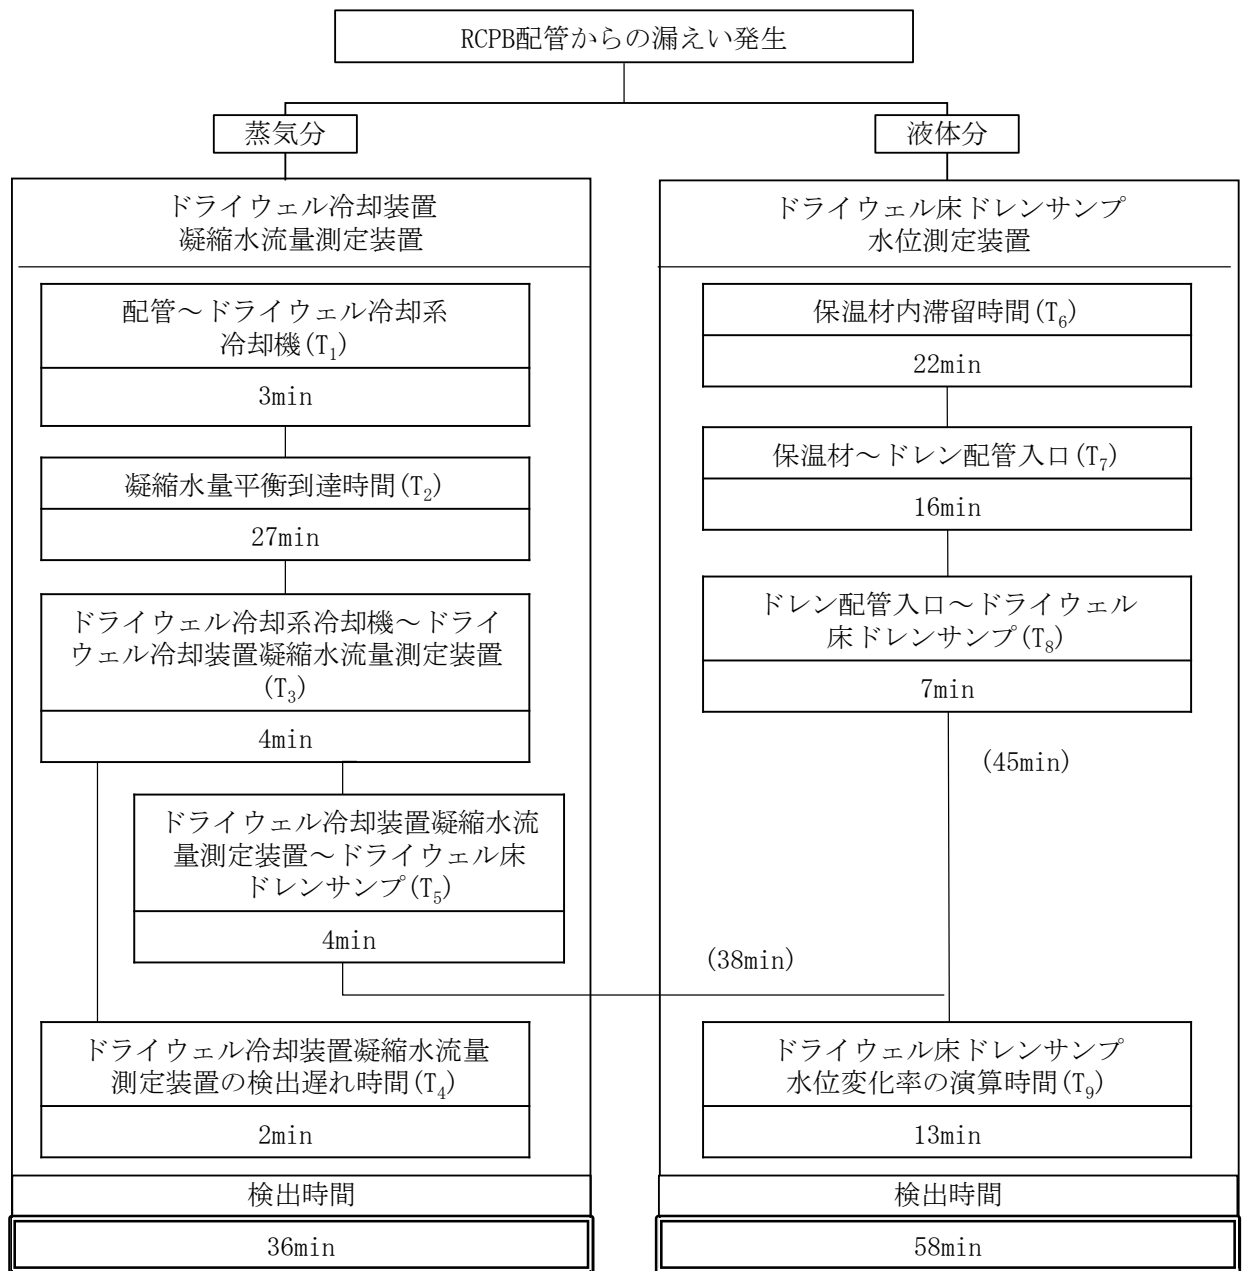 RCPB配管からの漏えい発生
蒸気分
液体分
ドライウェル冷却装置
凝縮水流量測定装置
配管～ドライウェル冷却系
冷却機(T₁)
3min
凝縮水量平衡到達時間(T₂)
27min
ドライウェル冷却系冷却機～ドライ
ウェル冷却装置凝縮水流量測定装置
(T₃)
4min
ドライウェル冷却装置凝縮水流
量測定装置～ドライウェル床
ドレンサンプ(T₅)
4min
(38min)
ドライウェル冷却装置凝縮水流量
測定装置の検出遅れ時間(T₄)
2min
検出時間
36min
ドライウェル床ドレンサンプ
水位測定装置
保温材内滞留時間(T₆)
22min
保温材～ドレン配管入口(T₇)
16min
ドレン配管入口～ドライウェル
床ドレンサンプ(T₈)
7min
(45min)
ドライウェル床ドレンサンプ
水位変化率の演算時間(T₉)
13min
検出時間
58min